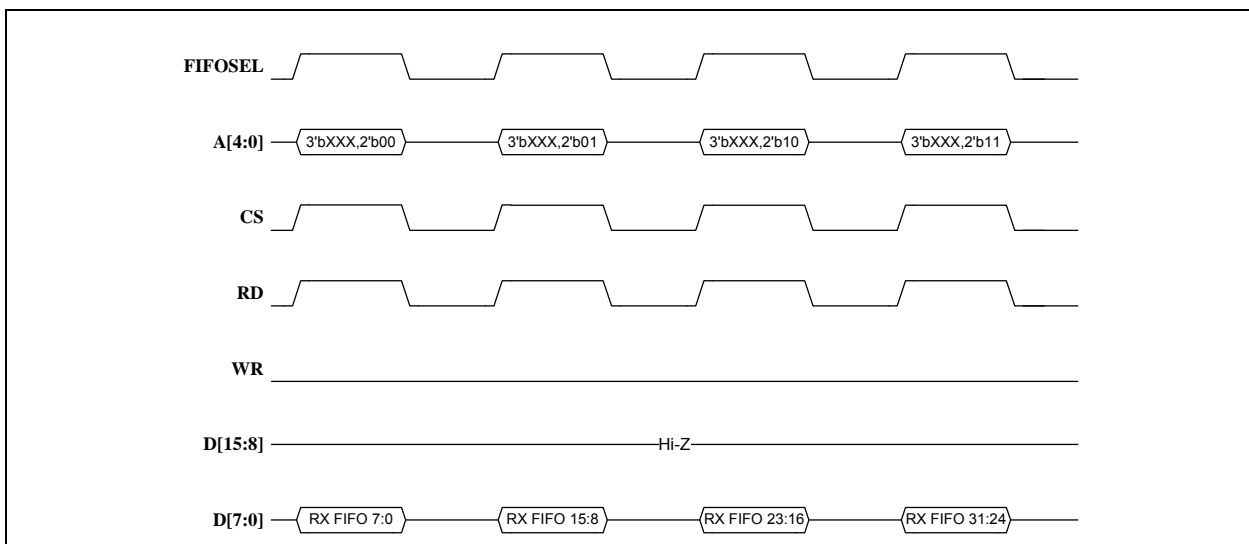 FIFOSEL
A[4:0] 3'bXXX,2'b00 3'bXXX,2'b01 3'bXXX,2'b10 3'bXXX,2'b11
CS
RD
WR
D[15:8] Hi-Z
D[7:0] RX FIFO 7:0 RX FIFO 15:8 RX FIFO 23:16 RX FIFO 31:24